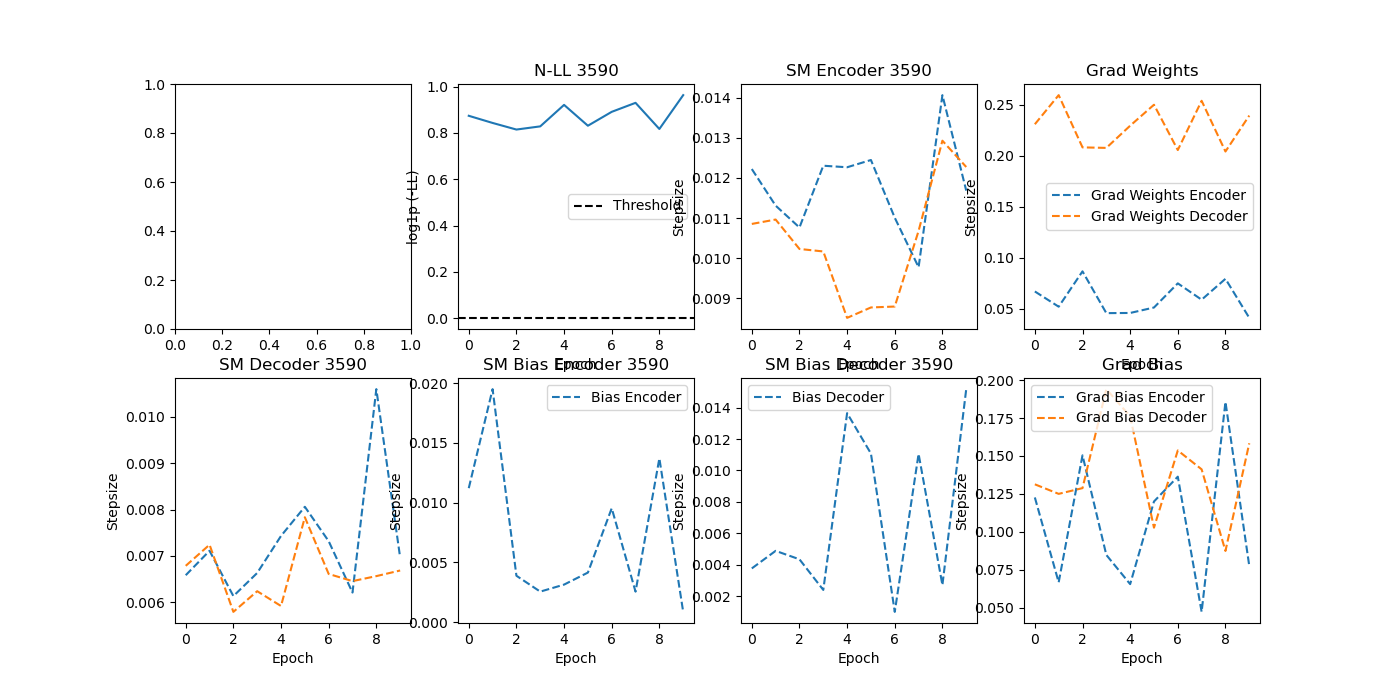 1.0
0.8
0.6
0.4
0.2
0.0
0.0 0.2 0.4 0.6 0.8 1.0
N-LL 3590
log1p (-LL)
1.0
0.8
0.6
0.4
0.2
0.0
Threshold
0 2 4 6 8
Epoch
SM Encoder 3590
Stepsize
0.014
0.013
0.012
0.011
0.010
0.009
0 2 4 6 8
Epoch
Grad Weights
Stepsize
0.25
0.20
0.15
0.10
0.05
Grad Weights Encoder
Grad Weights Decoder
0 2 4 6 8
Epoch
SM Decoder 3590
Stepsize
0.010
0.009
0.008
0.007
0.006
0 2 4 6 8
Epoch
SM Bias Encoder 3590
Stepsize
0.020
0.015
0.010
0.005
0.000
Bias Encoder
0 2 4 6 8
Epoch
SM Bias Decoder 3590
Stepsize
0.014
0.012
0.010
0.008
0.006
0.004
0.002
Bias Decoder
0 2 4 6 8
Epoch
Grad Bias
Stepsize
0.200
0.175
0.150
0.125
0.100
0.075
0.050
Grad Bias Encoder
Grad Bias Decoder
0 2 4 6 8
Epoch